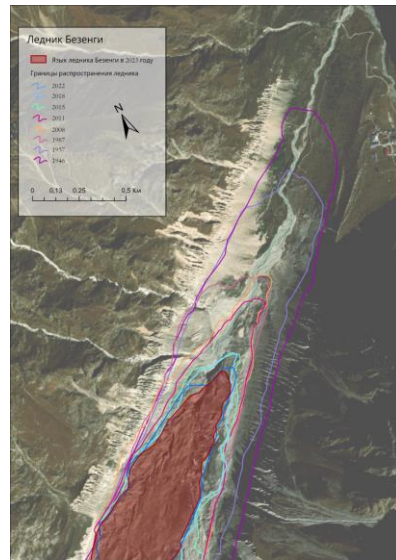 Ледник Безенги
Язык ледника Безенги в 2023 году
Границы распространения ледника
2022
2018
2015
2011
2008
1987
1957
1946
N
0 0,13 0,25 0,5 Км